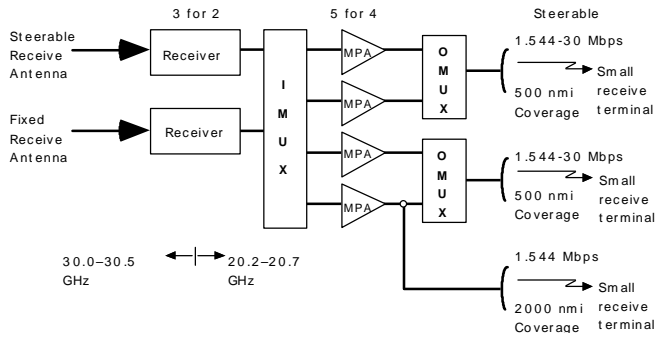 3 for 2
5 for 4
Steerable
Steerable
Receive
Antenna
Receiver
Fixed
Receive
Antenna
Receiver
I
M
U
X
MPA
MPA
MPA
MPA
O
M
U
X
O
M
U
X
1.544-30 Mbps
500 nmi
Coverage
Small
receive
terminal
1.544-30 Mbps
500 nmi
Coverage
Small
receive
terminal
1.544 Mbps
2000 nmi
Coverage
Small
receive
terminal
30.0–30.5
GHz
20.2–20.7
GHz